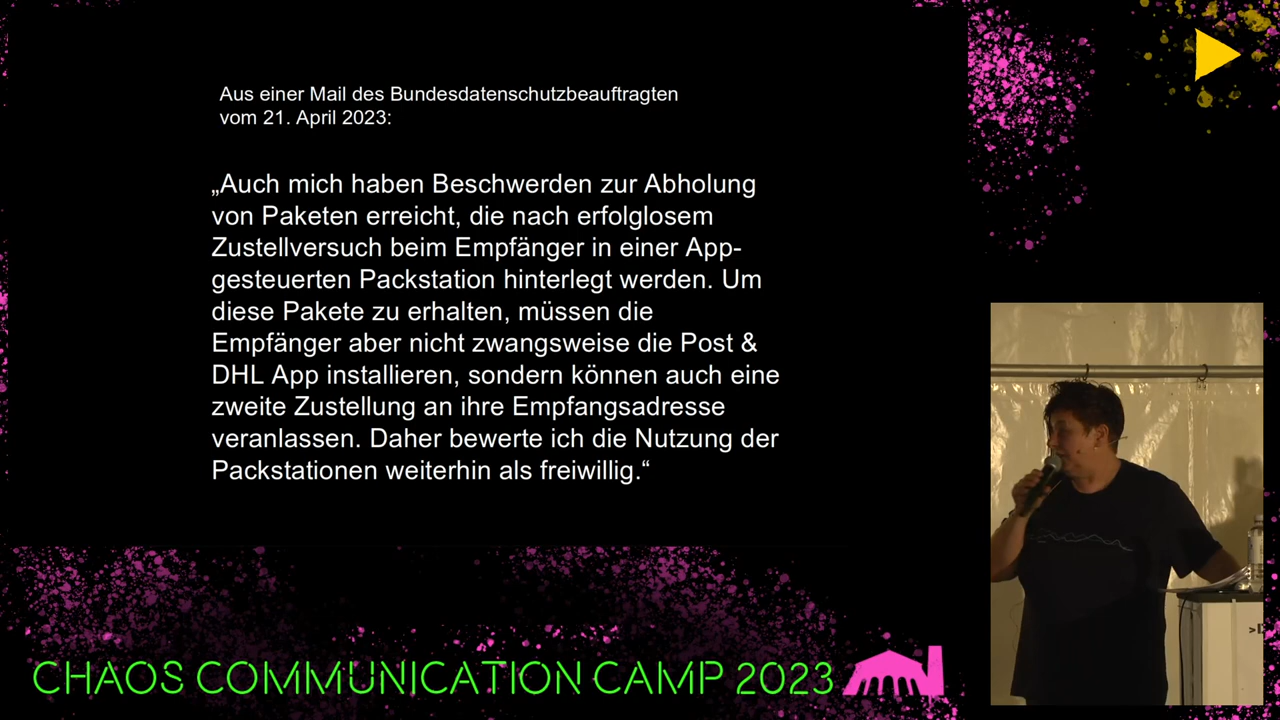 Aus einer Mail des Bundesdatenschutzbeauftragten
vom 21. April 2023:
„Auch mich haben Beschwerden zur Abholung
von Paketen erreicht, die nach erfolglosem
Zustellversuch beim Empfänger in einer App-
gesteuerten Packstation hinterlegt werden. Um
diese Pakete zu erhalten, müssen die
Empfänger aber nicht zwangsweise die Post &
DHL App installieren, sondern können auch eine
zweite Zustellung an ihre Empfangsadresse
veranlassen. Daher bewerte ich die Nutzung der
Packstationen weiterhin als freiwillig.“
CHAOS COMMUNICATION CAMP 2023